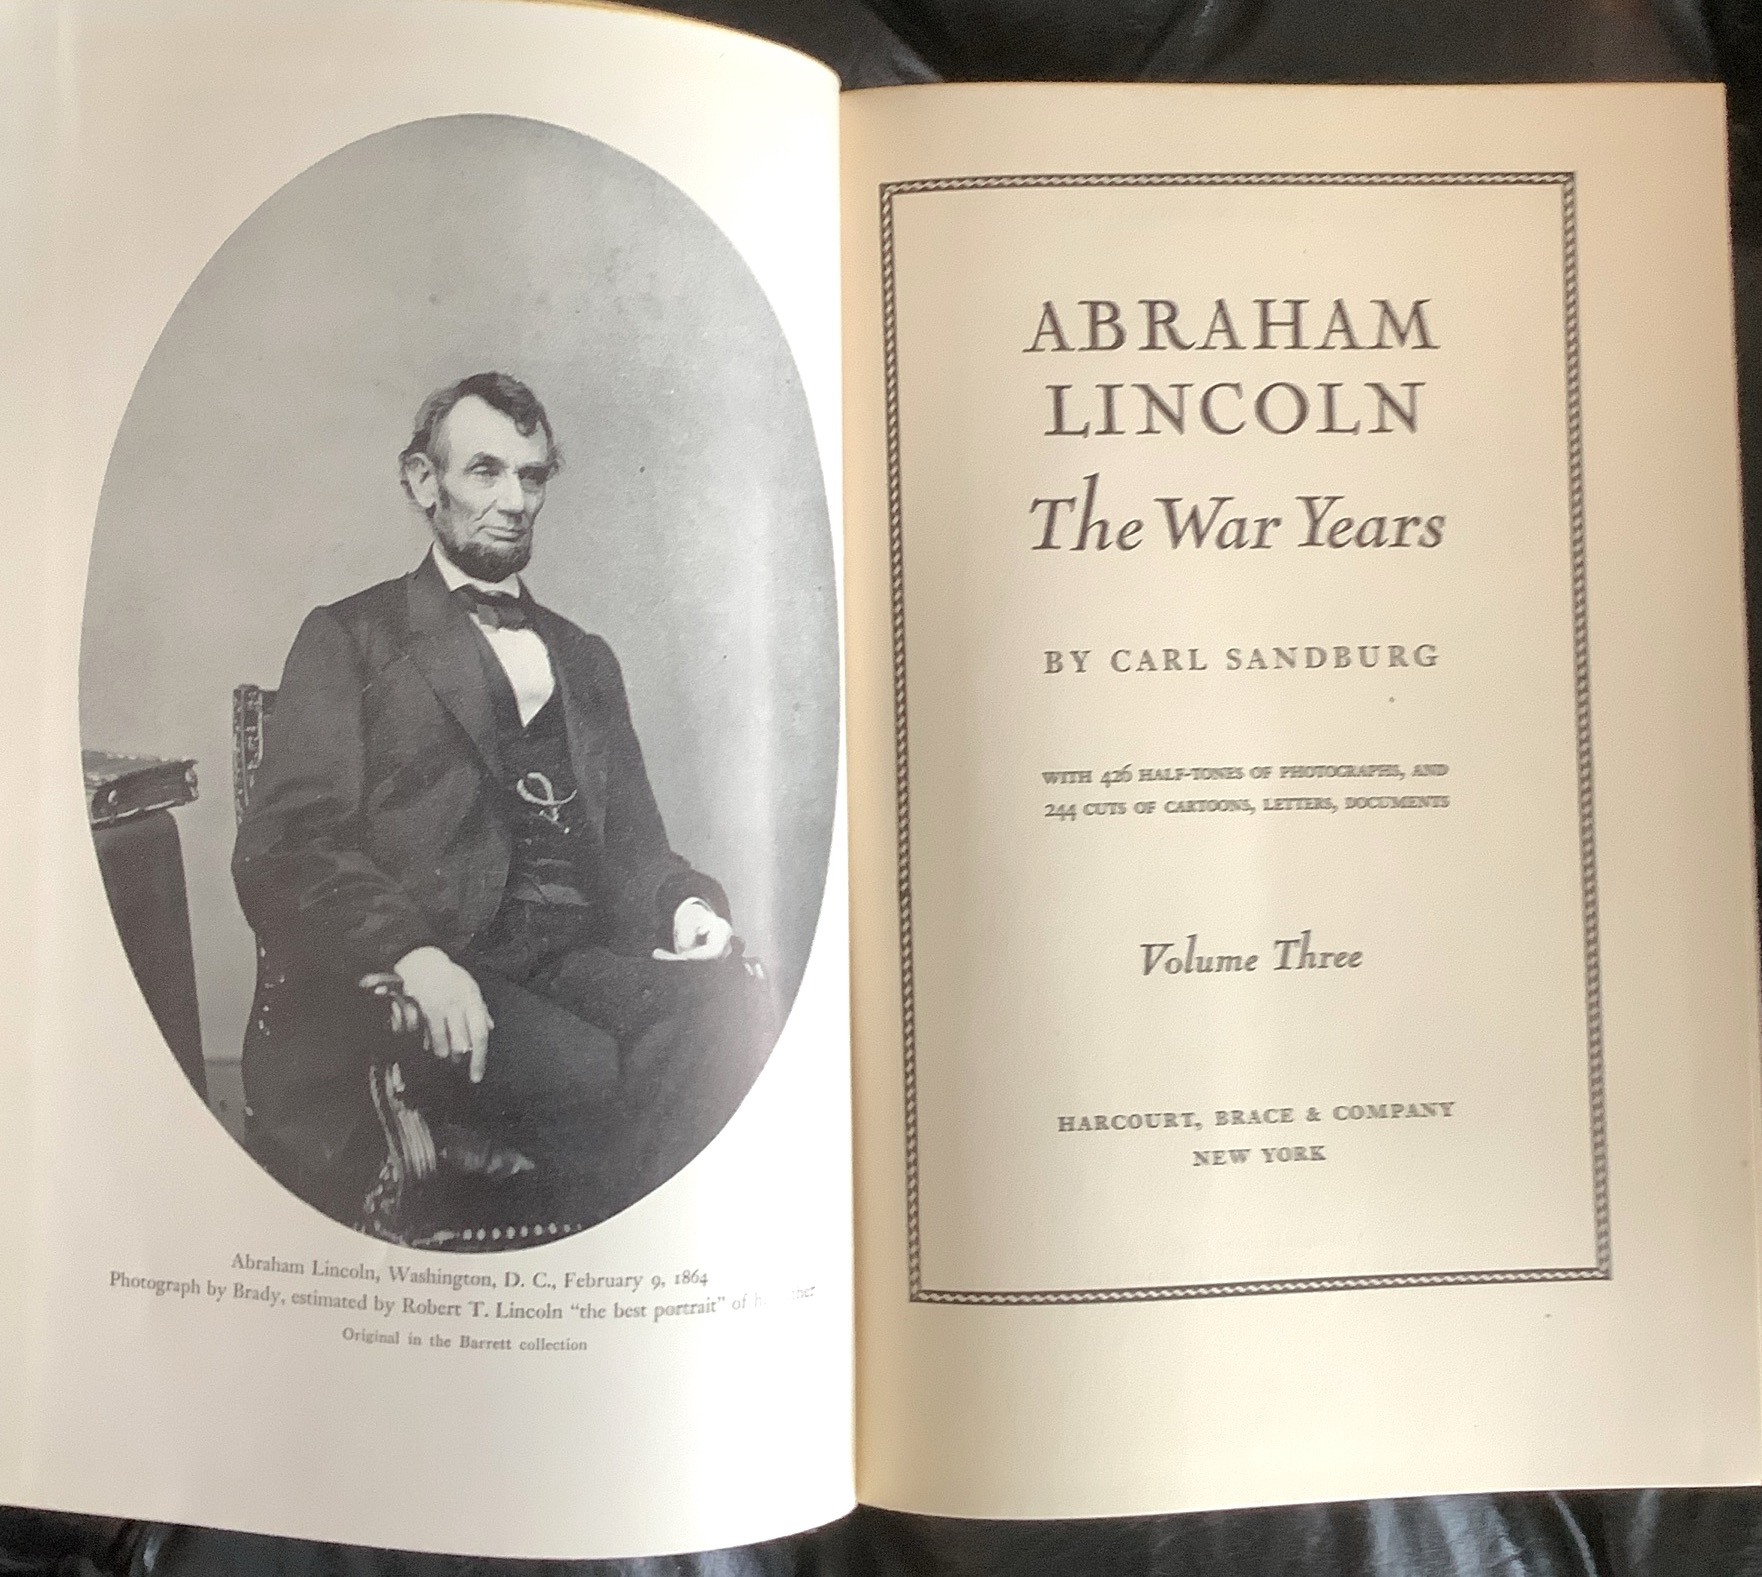 Abraham Lincoln, Washington, D. C., February 9, 1864
Photograph by Brady, estimated by Robert T. Lincoln "the best portrait" of
Original in the Barrett collection
ABRAHAM
LINCOLN
The War Years
BY CARL SANDBURG
WITH 426 HALF-TONES OF PHOTOGRAPHS, AND
244 CUTS OF CARTOONS, LETTERS, DOCUMENTS
Volume Three
HARCOURT, BRACE & COMPANY
NEW YORK